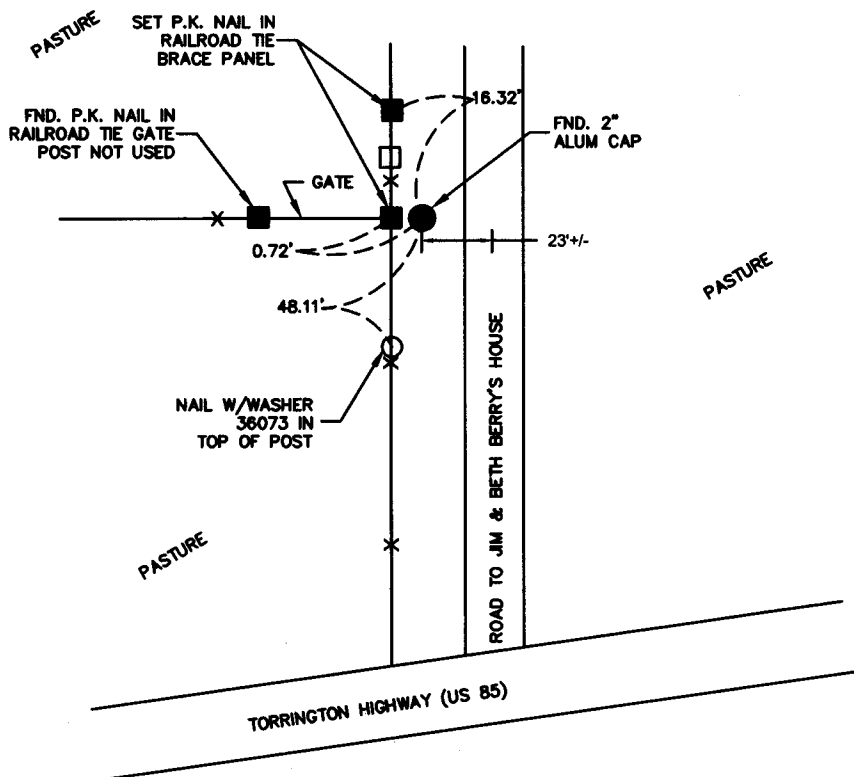 PASTURE
SET P.K. NAIL IN
RAILROAD TIE
BRACE PANEL
16.32'
FND. P.K. NAIL IN
RAILROAD TIE GATE
POST NOT USED
FND. 2"
ALUM CAP
GATE
0.72'
23'+/-
PASTURE
48.11'
NAIL W/WASHER
36073 IN
TOP OF POST
ROAD TO JIM & BETH BERRY'S HOUSE
PASTURE
TORRINGTON HIGHWAY (US 85)